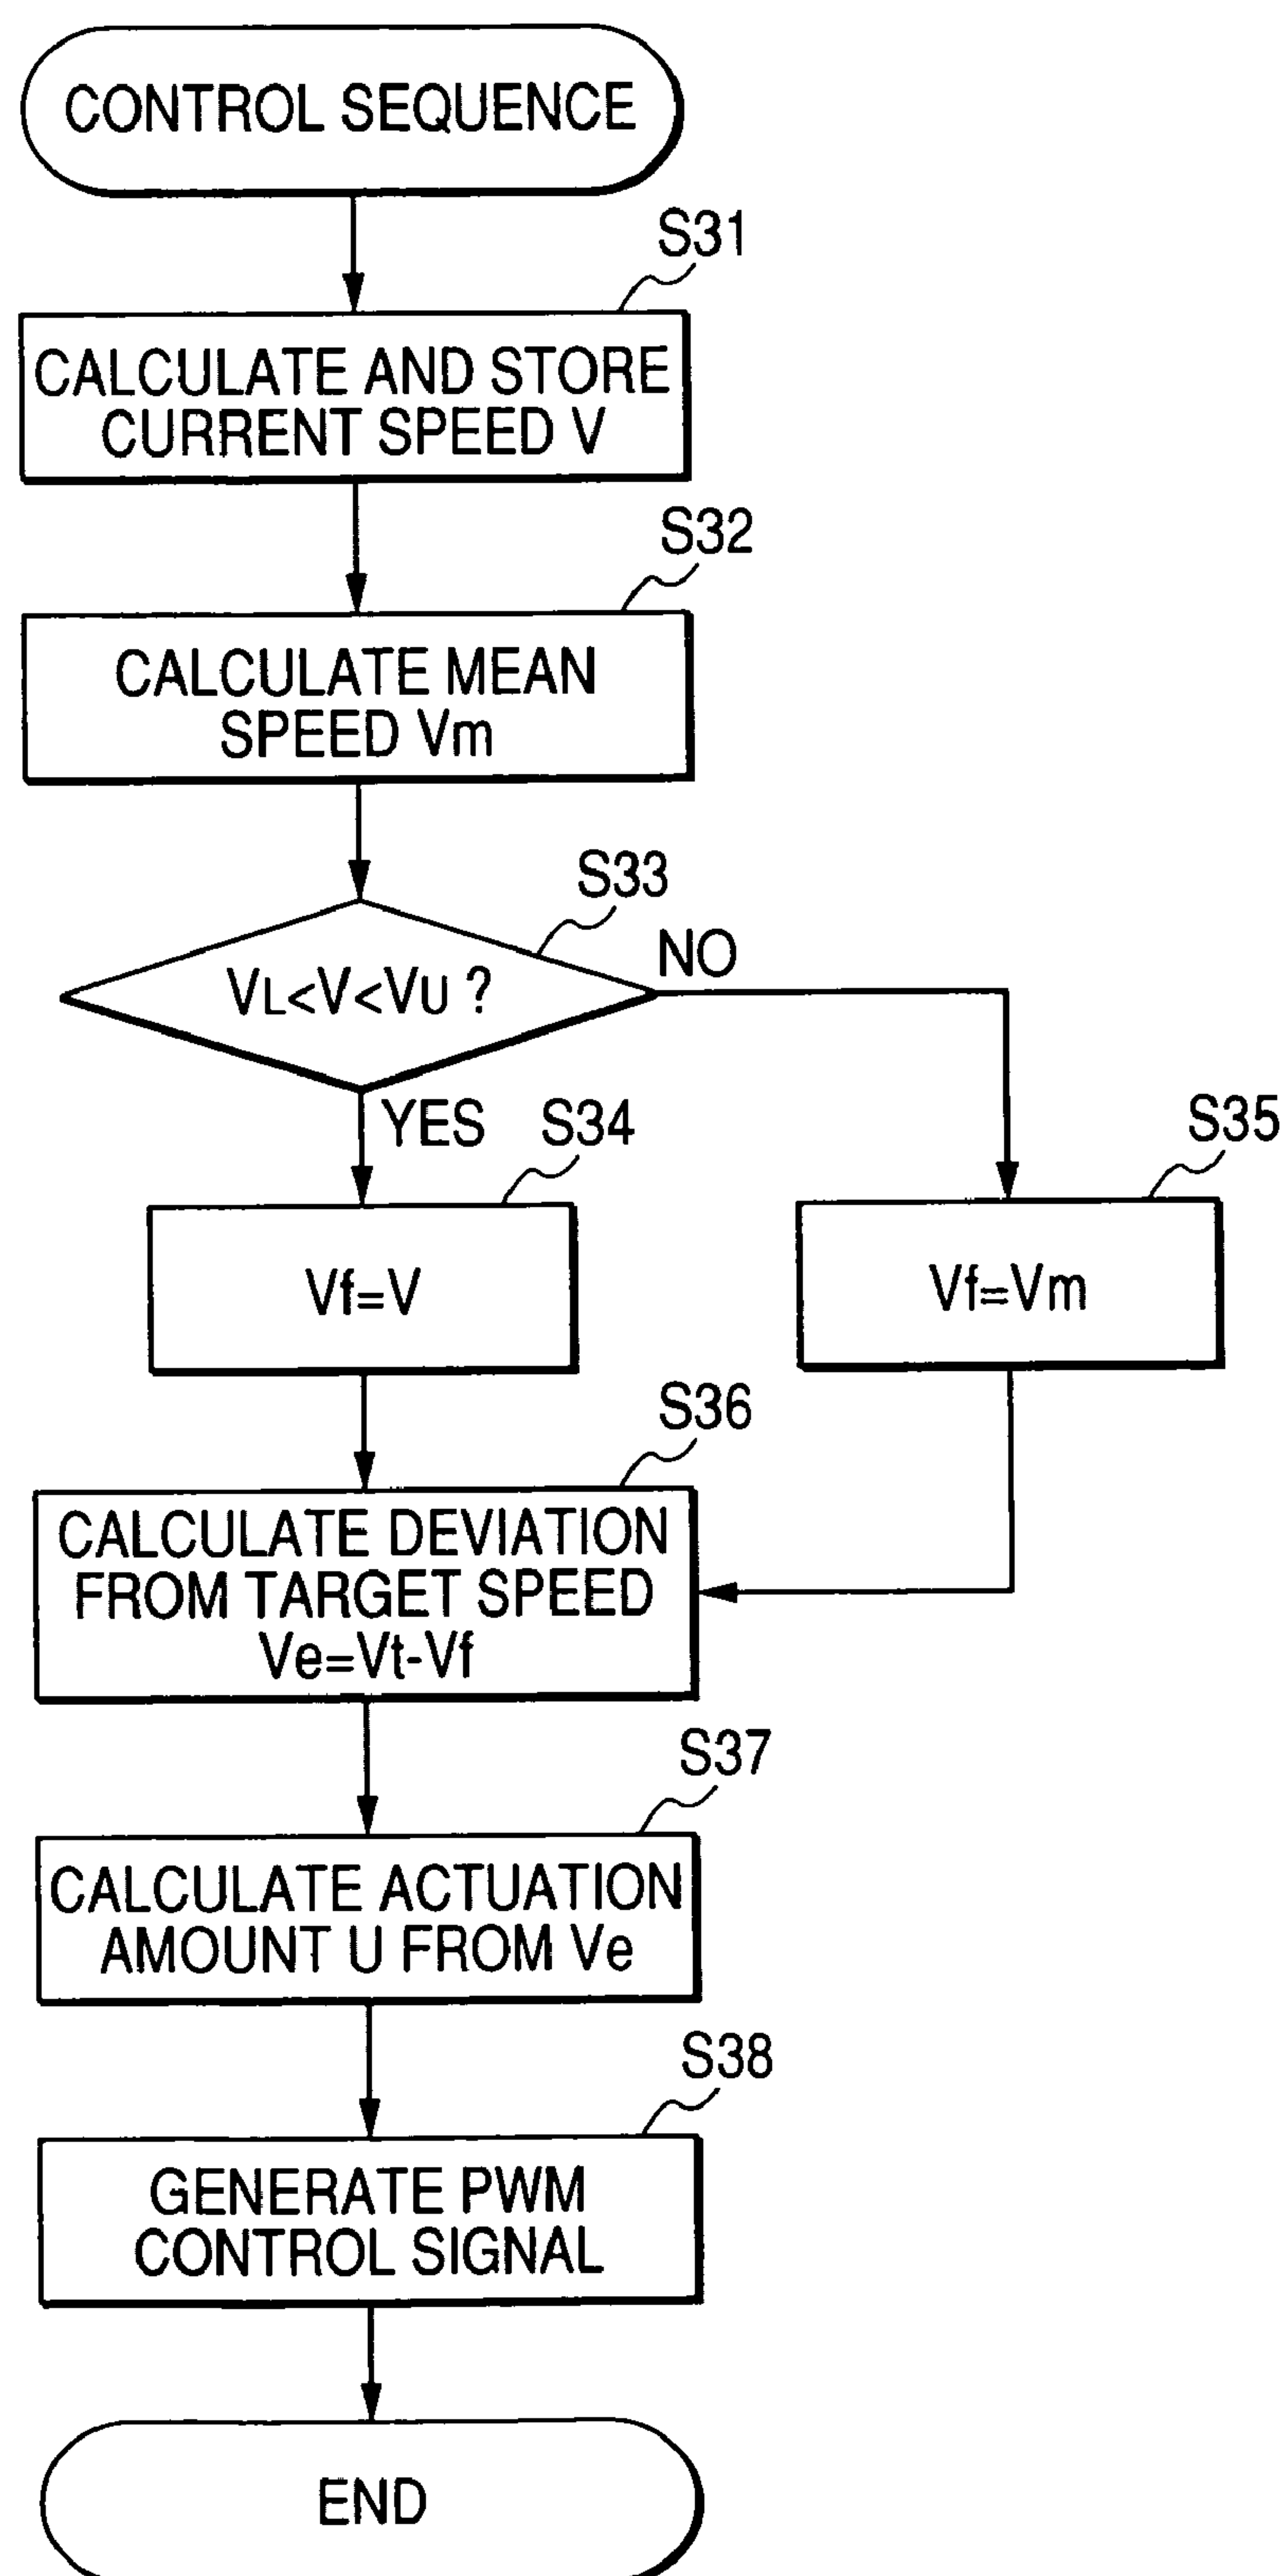 CONTROL SEQUENCE
S31
CALCULATE AND STORE
CURRENT SPEED V
S32
CALCULATE MEAN
SPEED Vm
S33
VL<V<VU ?
NO
YES
S34
S35
Vf=V
Vf=Vm
S36
CALCULATE DEVIATION
FROM TARGET SPEED
Ve=Vt-Vf
S37
CALCULATE ACTUATION
AMOUNT U FROM Ve
S38
GENERATE PWM
CONTROL SIGNAL
END